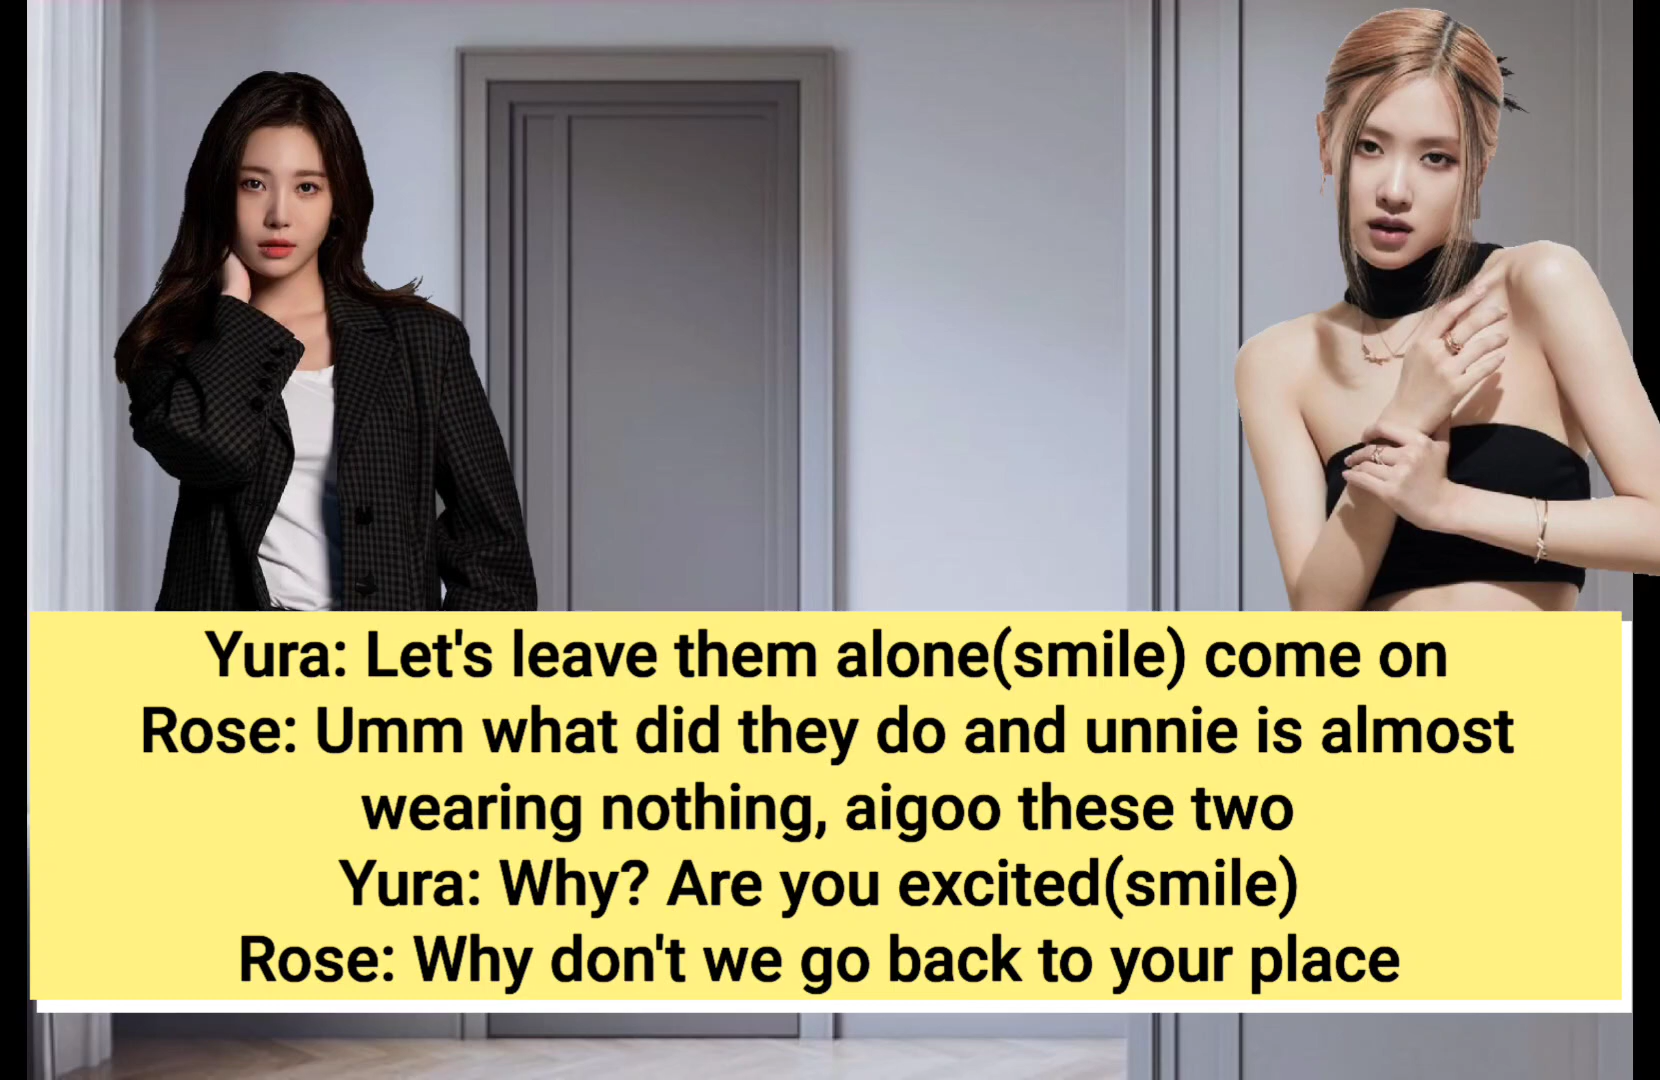 Yura: Let's leave them alone(smile) come on
Rose: Umm what did they do and unnie is almost
wearing nothing, aigoo these two
Yura: Why? Are you excited(smile)
Rose: Why don't we go back to your place